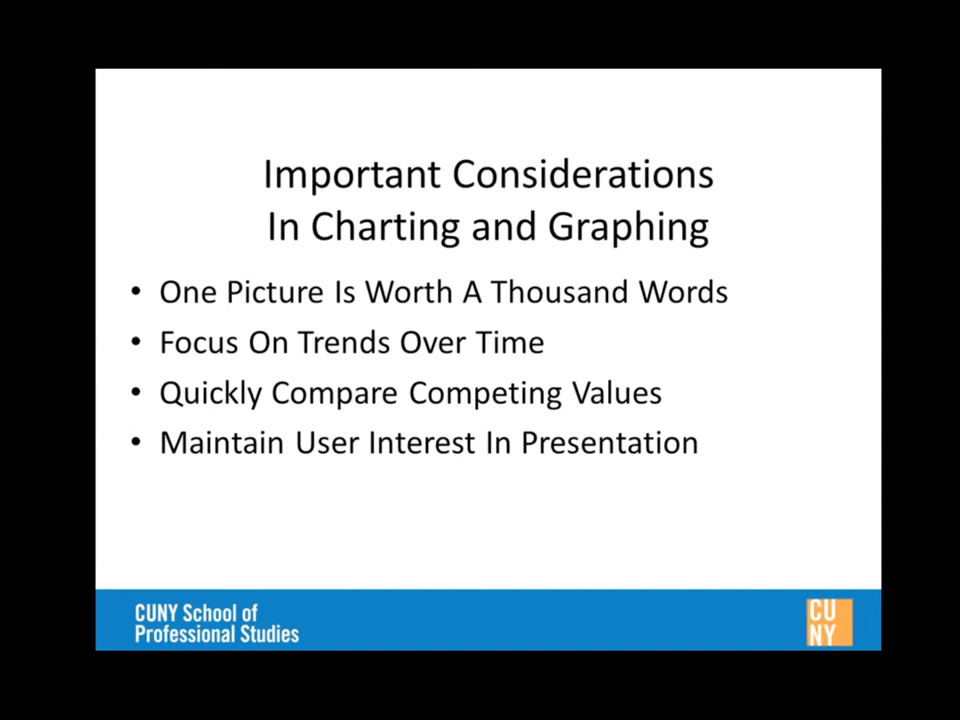 Important Considerations
In Charting and Graphing
• One Picture Is Worth A Thousand Words
• Focus On Trends Over Time
• Quickly Compare Competing Values
• Maintain User Interest In Presentation
CUNY School of
Professional Studies
CU
NY